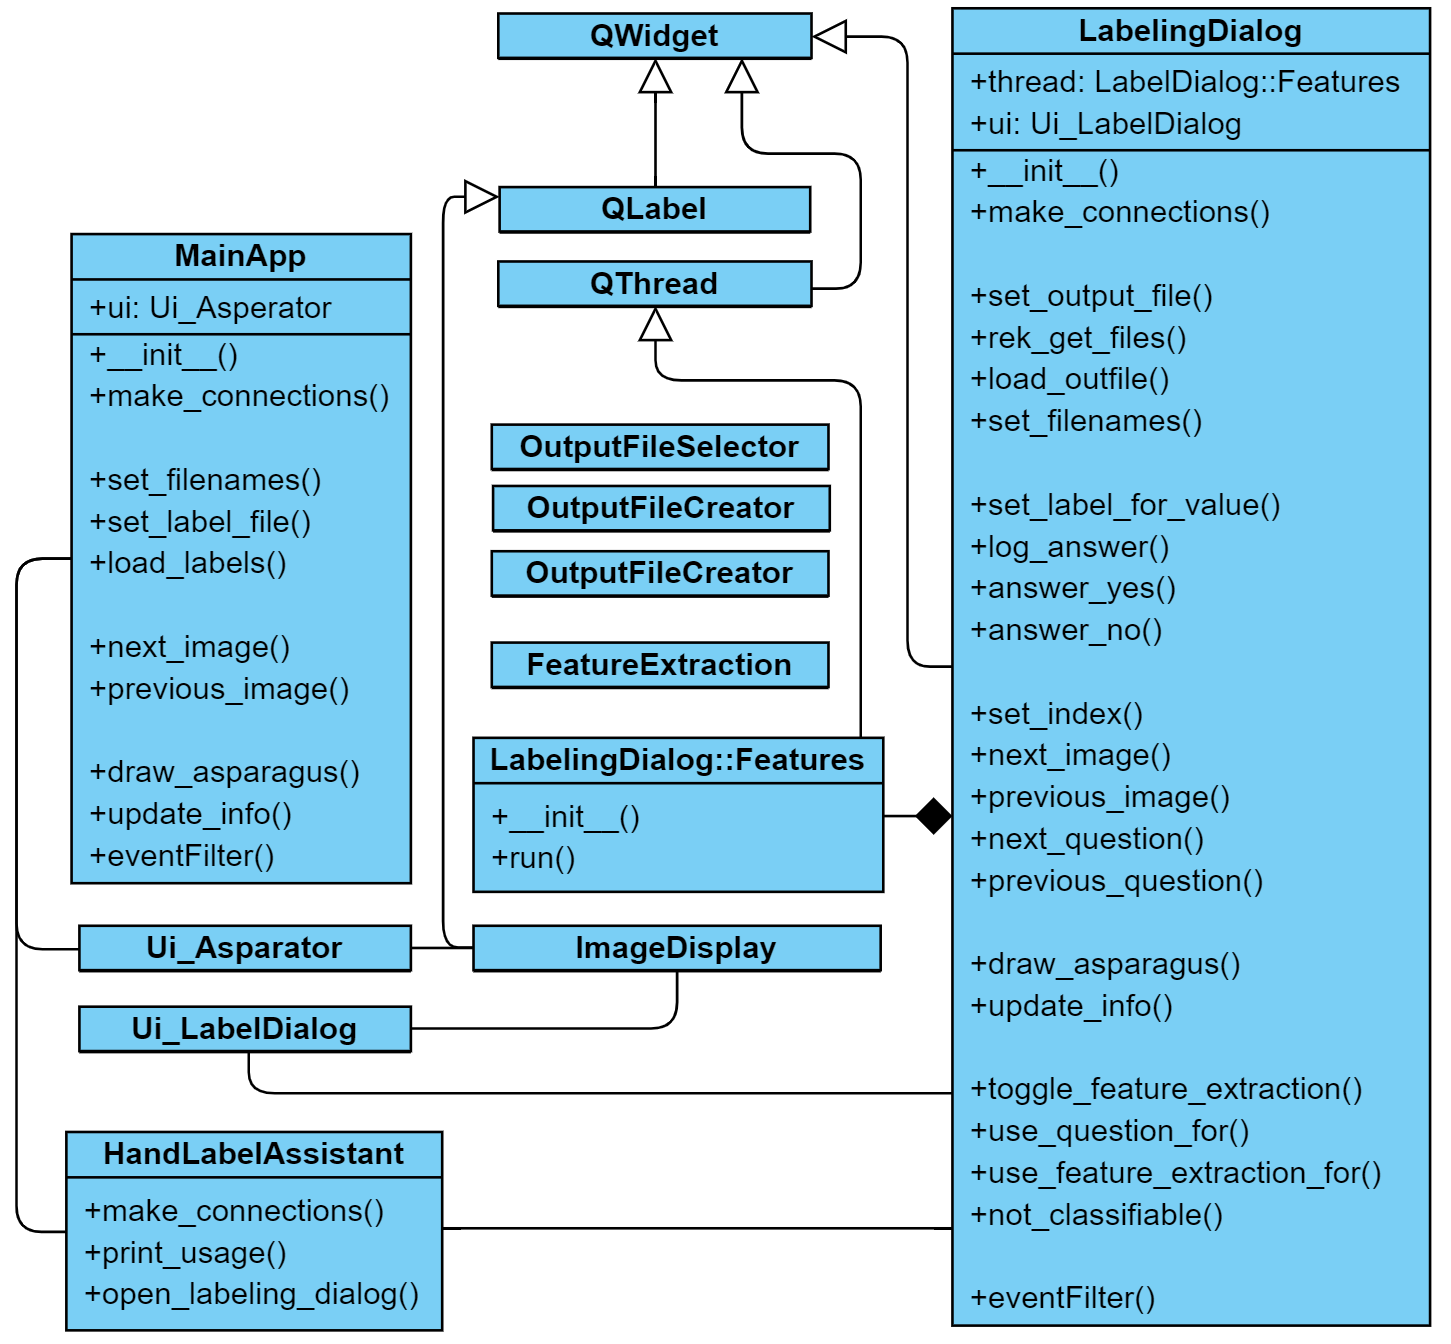 QWidget
QLabel
QThread
MainApp
+ui: Ui_Asperator
+__init__()
+make_connections()
+set_filenames()
+set_label_file()
+load_labels()
+next_image()
+previous_image()
+draw_asparagus()
+update_info()
+eventFilter()
OutputFileSelector
OutputFileCreator
OutputFileCreator
FeatureExtraction
LabelingDialog::Features
+__init__()
+run()
Ui_Asparator
ImageDisplay
Ui_LabelDialog
HandLabelAssistant
+make_connections()
+print_usage()
+open_labeling_dialog()
LabelingDialog
+thread: LabelDialog::Features
+ui: Ui_LabelDialog
+__init__()
+make_connections()
+set_output_file()
+rek_get_files()
+load_outfile()
+set_filenames()
+set_label_for_value()
+log_answer()
+answer_yes()
+answer_no()
+set_index()
+next_image()
+previous_image()
+next_question()
+previous_question()
+draw_asparagus()
+update_info()
+toggle_feature_extraction()
+use_question_for()
+use_feature_extraction_for()
+not_classifiable()
+eventFilter()